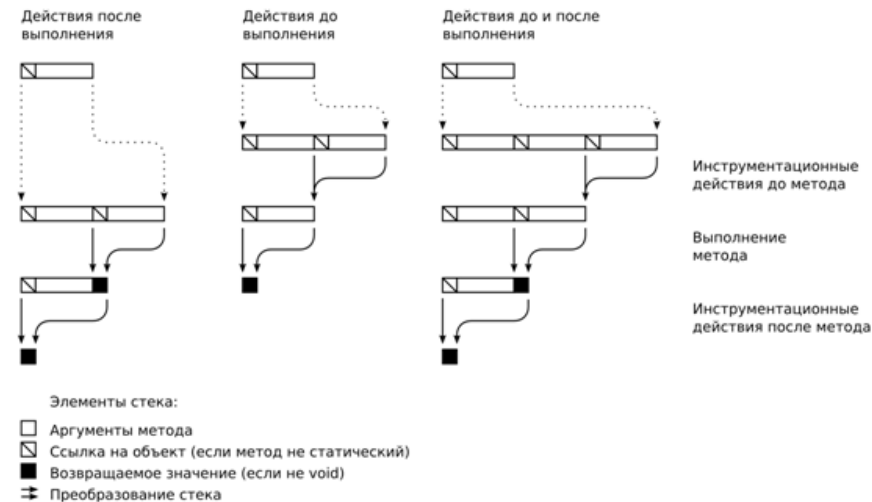 Действия после
выполнения
Действия до
выполнения
Действия до и после
выполнения
Инструментационные
действия до метода
Выполнение
метода
Инструментационные
действия после метода
Элементы стека:
Аргументы метода
Ссылка на объект (если метод не статический)
Возвращаемое значение (если не void)
Преобразование стека